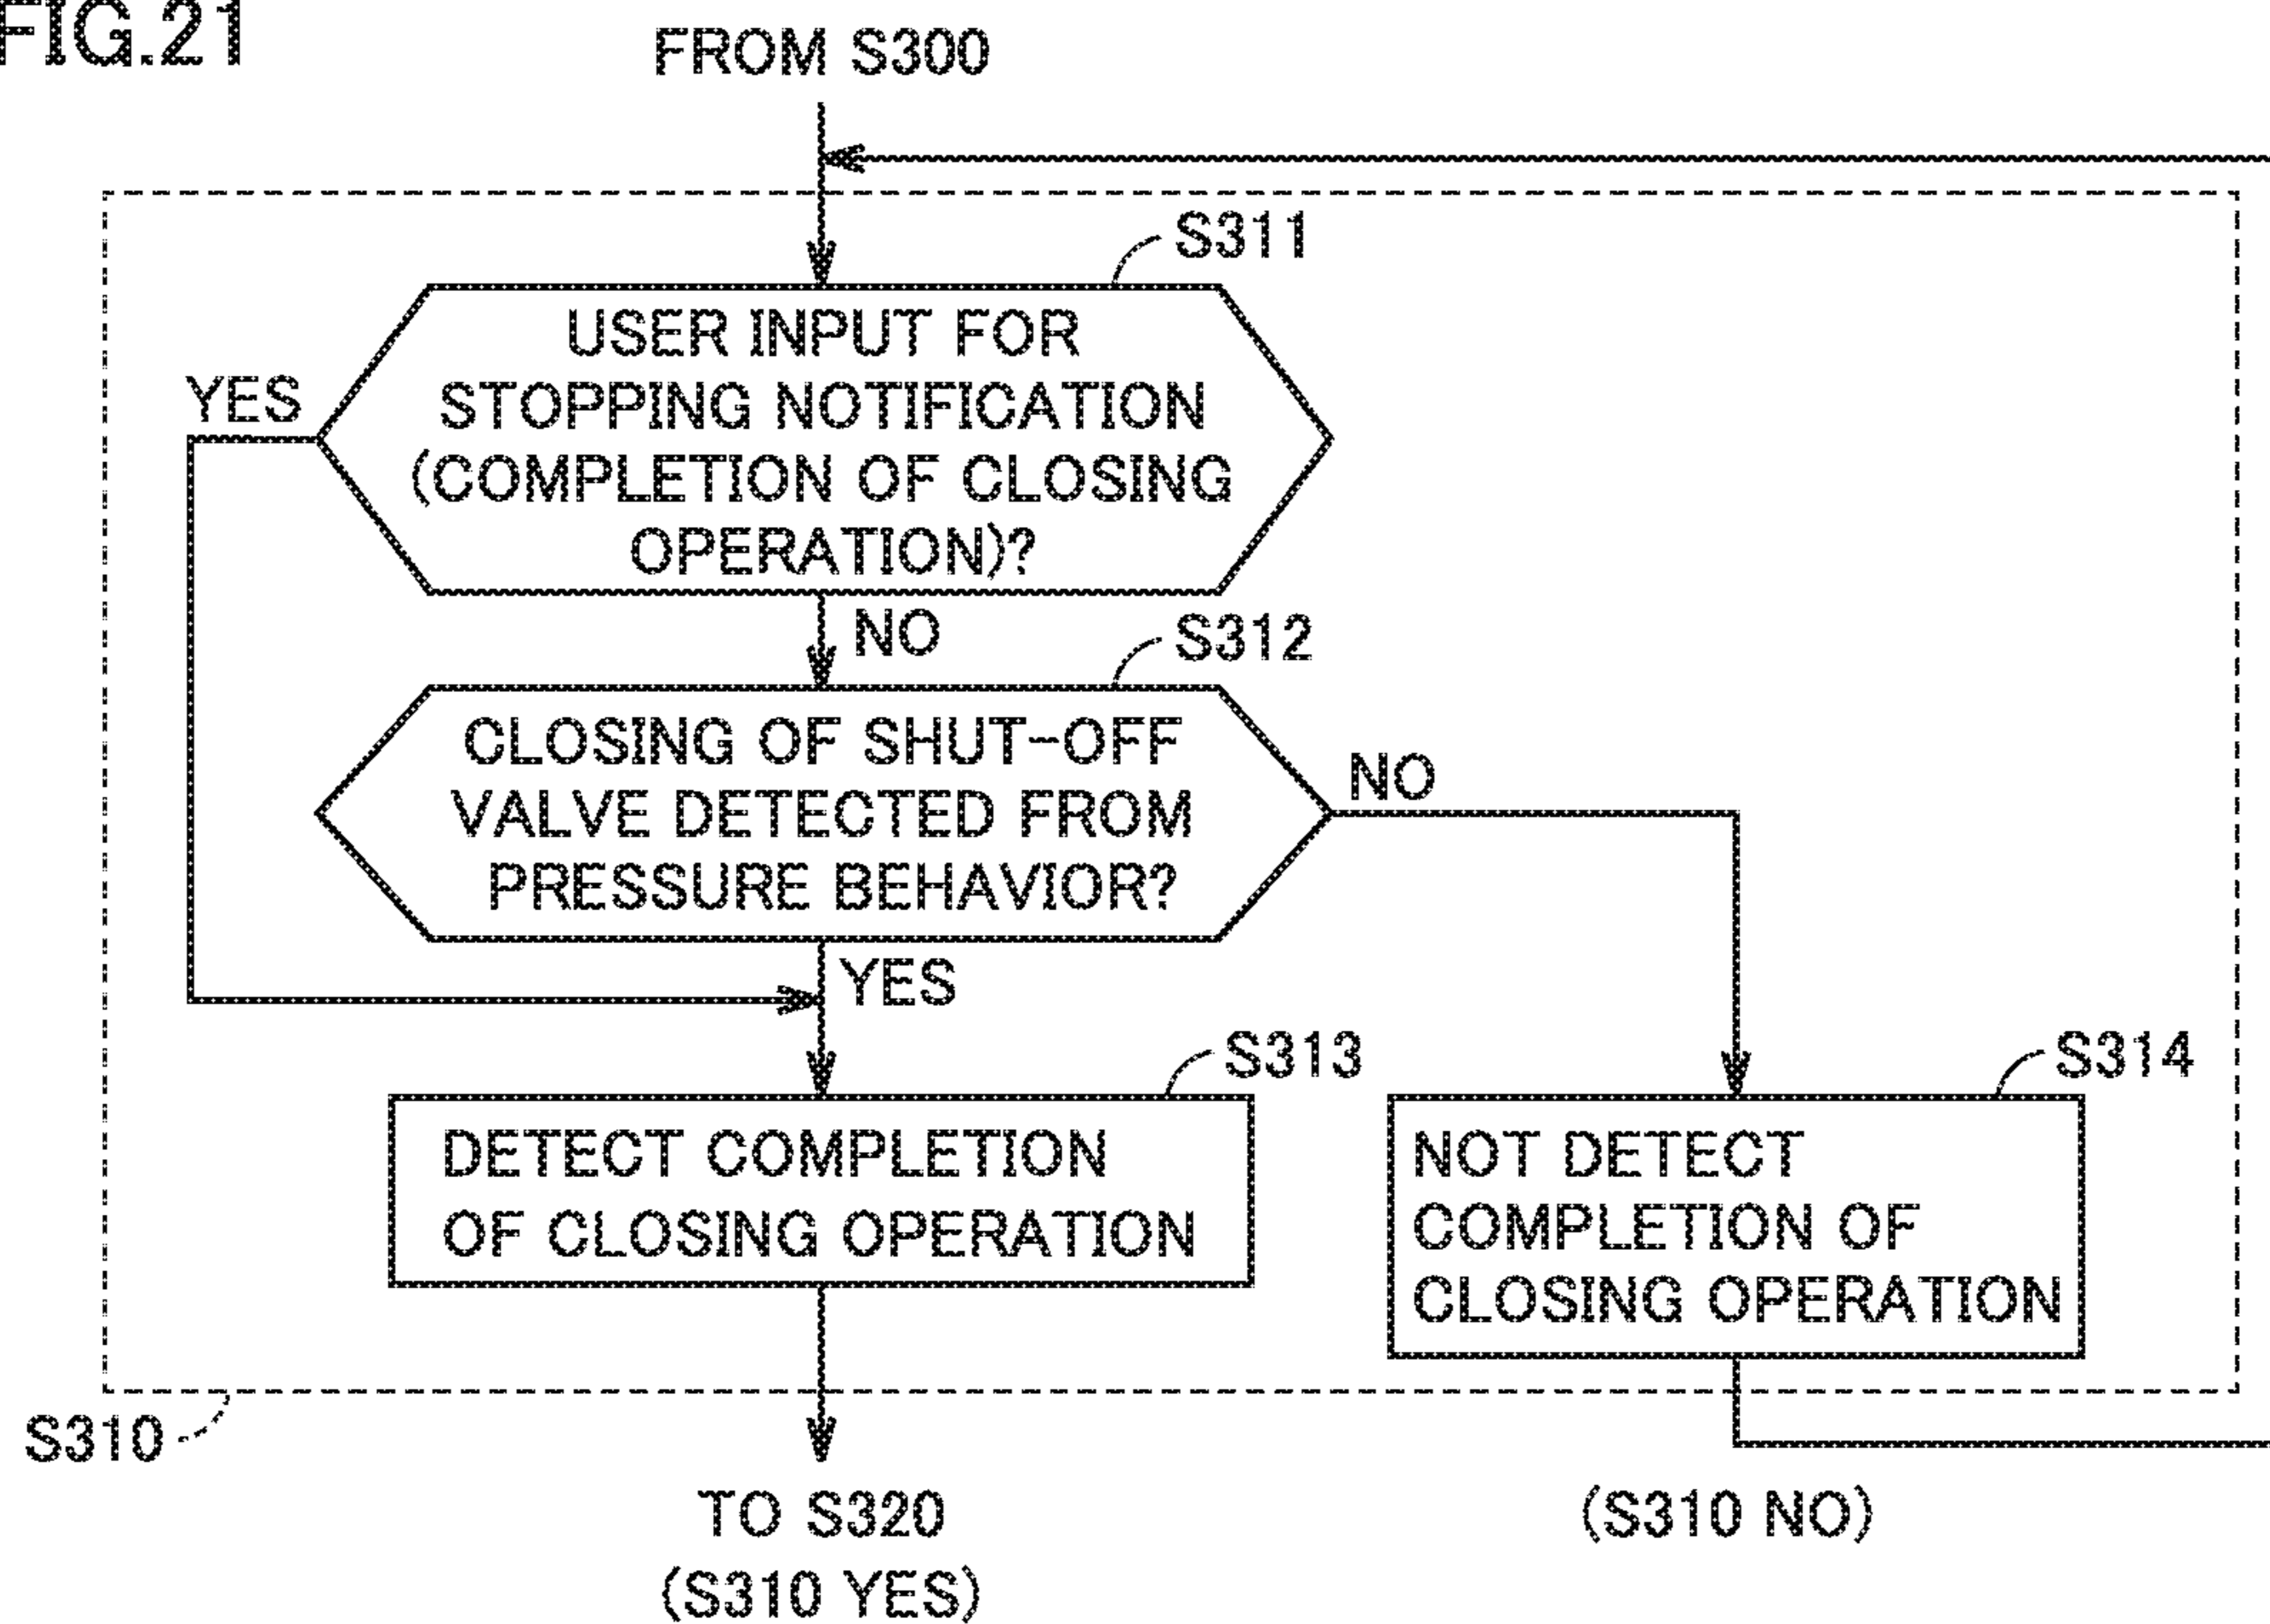 FIG.21
FROM S300
S311
USER INPUT FOR
STOPPING NOTIFICATION
(COMPLETION OF CLOSING
OPERATION)?
YES
NO
S312
CLOSING OF SHUT-OFF
VALVE DETECTED FROM
PRESSURE BEHAVIOR?
NO
YES
S313
DETECT COMPLETION
OF CLOSING OPERATION
S314
NOT DETECT
COMPLETION OF
CLOSING OPERATION
S310
TO S320
(S310 YES)
(S310 NO)